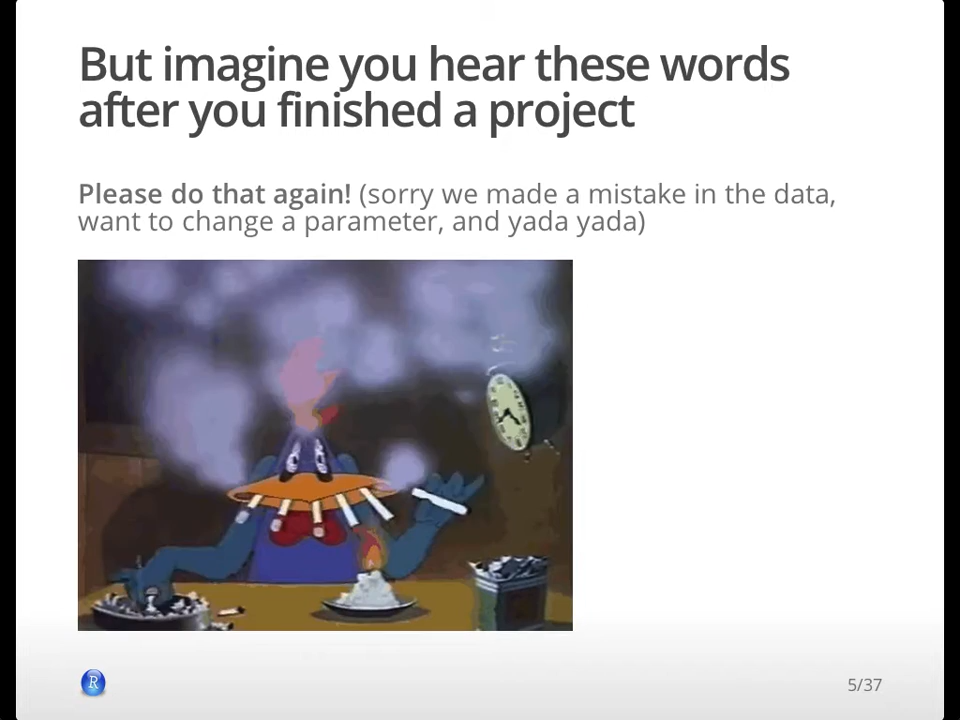 But imagine you hear these words
after you finished a project
Please do that again! (sorry we made a mistake in the data,
want to change a parameter, and yada yada)
R
5/37